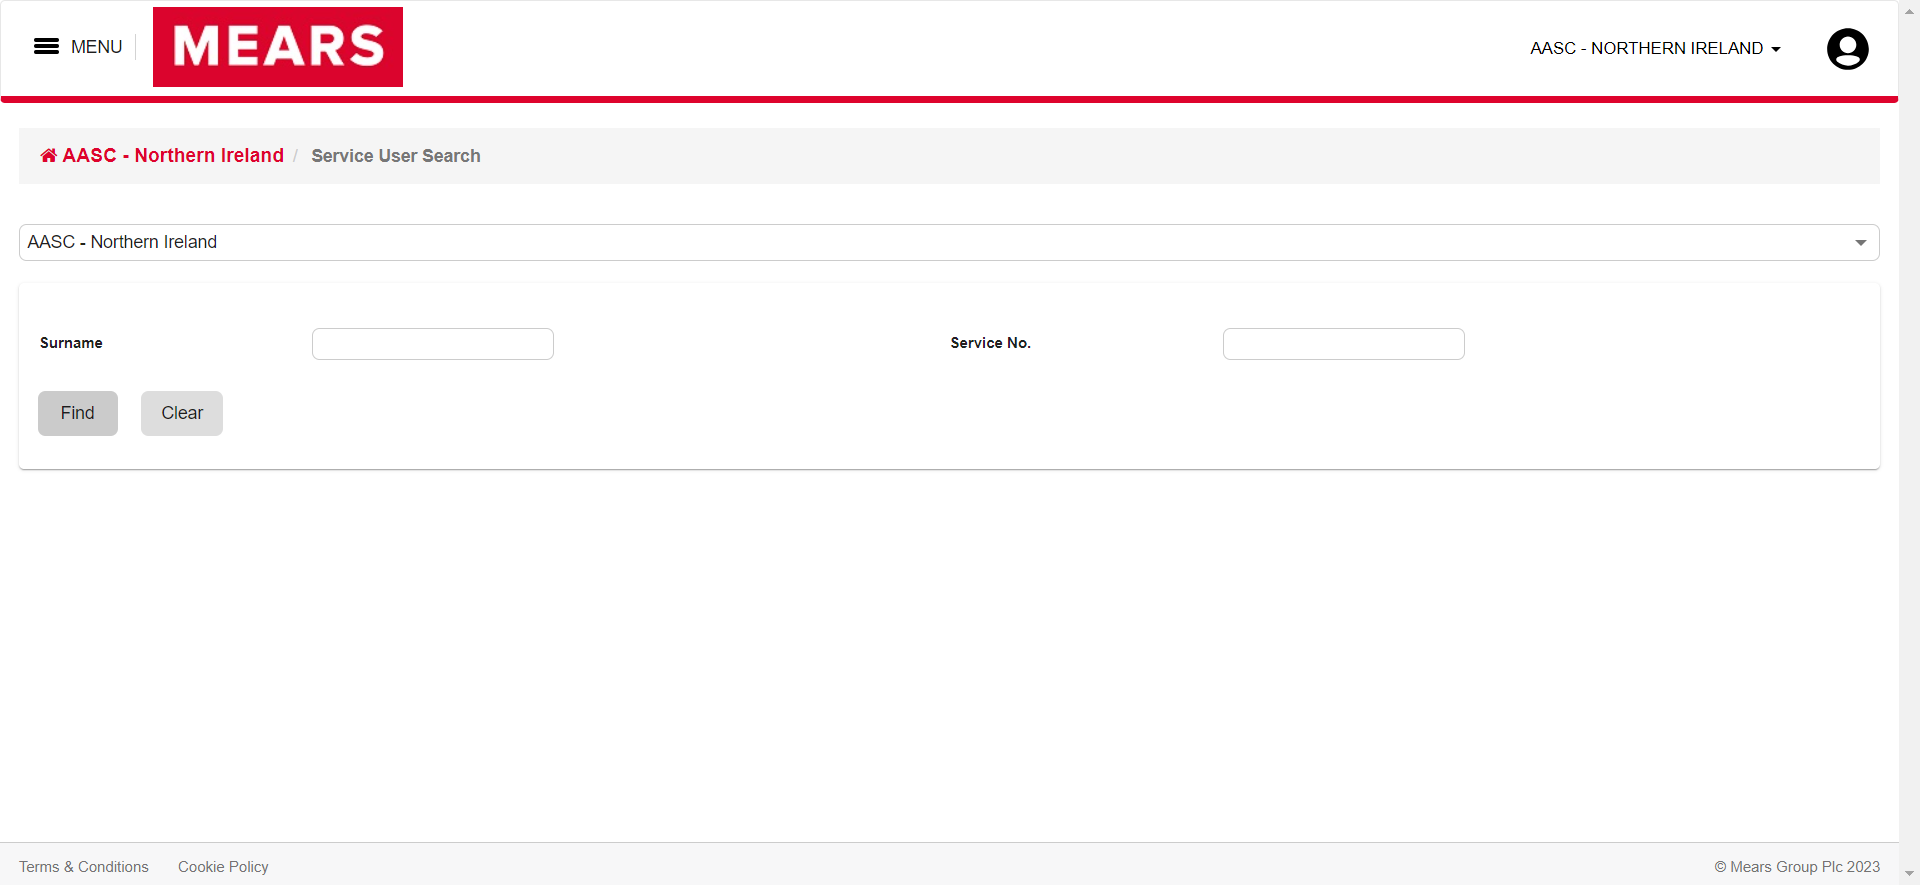 MENU
MEARS
AASC - NORTHERN IRELAND
AASC - Northern Ireland / Service User Search
AASC - Northern Ireland
Surname
Service No.
Find
Clear
Terms & Conditions
Cookie Policy
© Mears Group Plc 2023